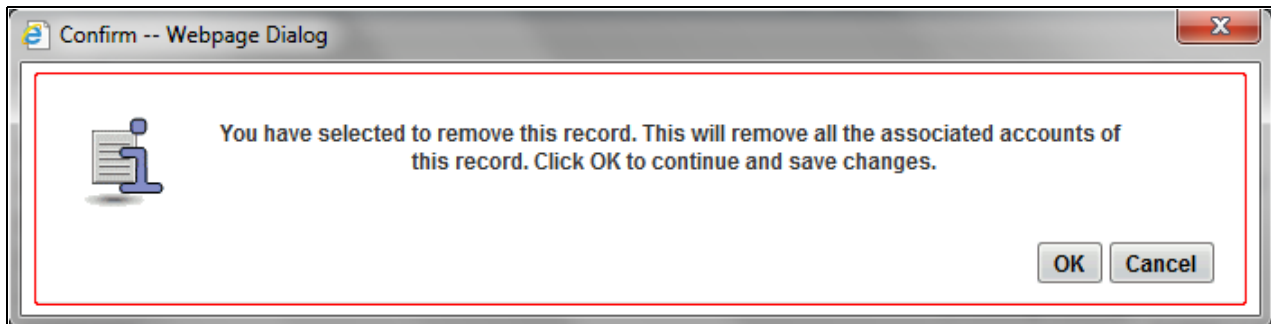 Confirm -- Webpage Dialog
You have selected to remove this record. This will remove all the associated accounts of
this record. Click OK to continue and save changes.
OK Cancel